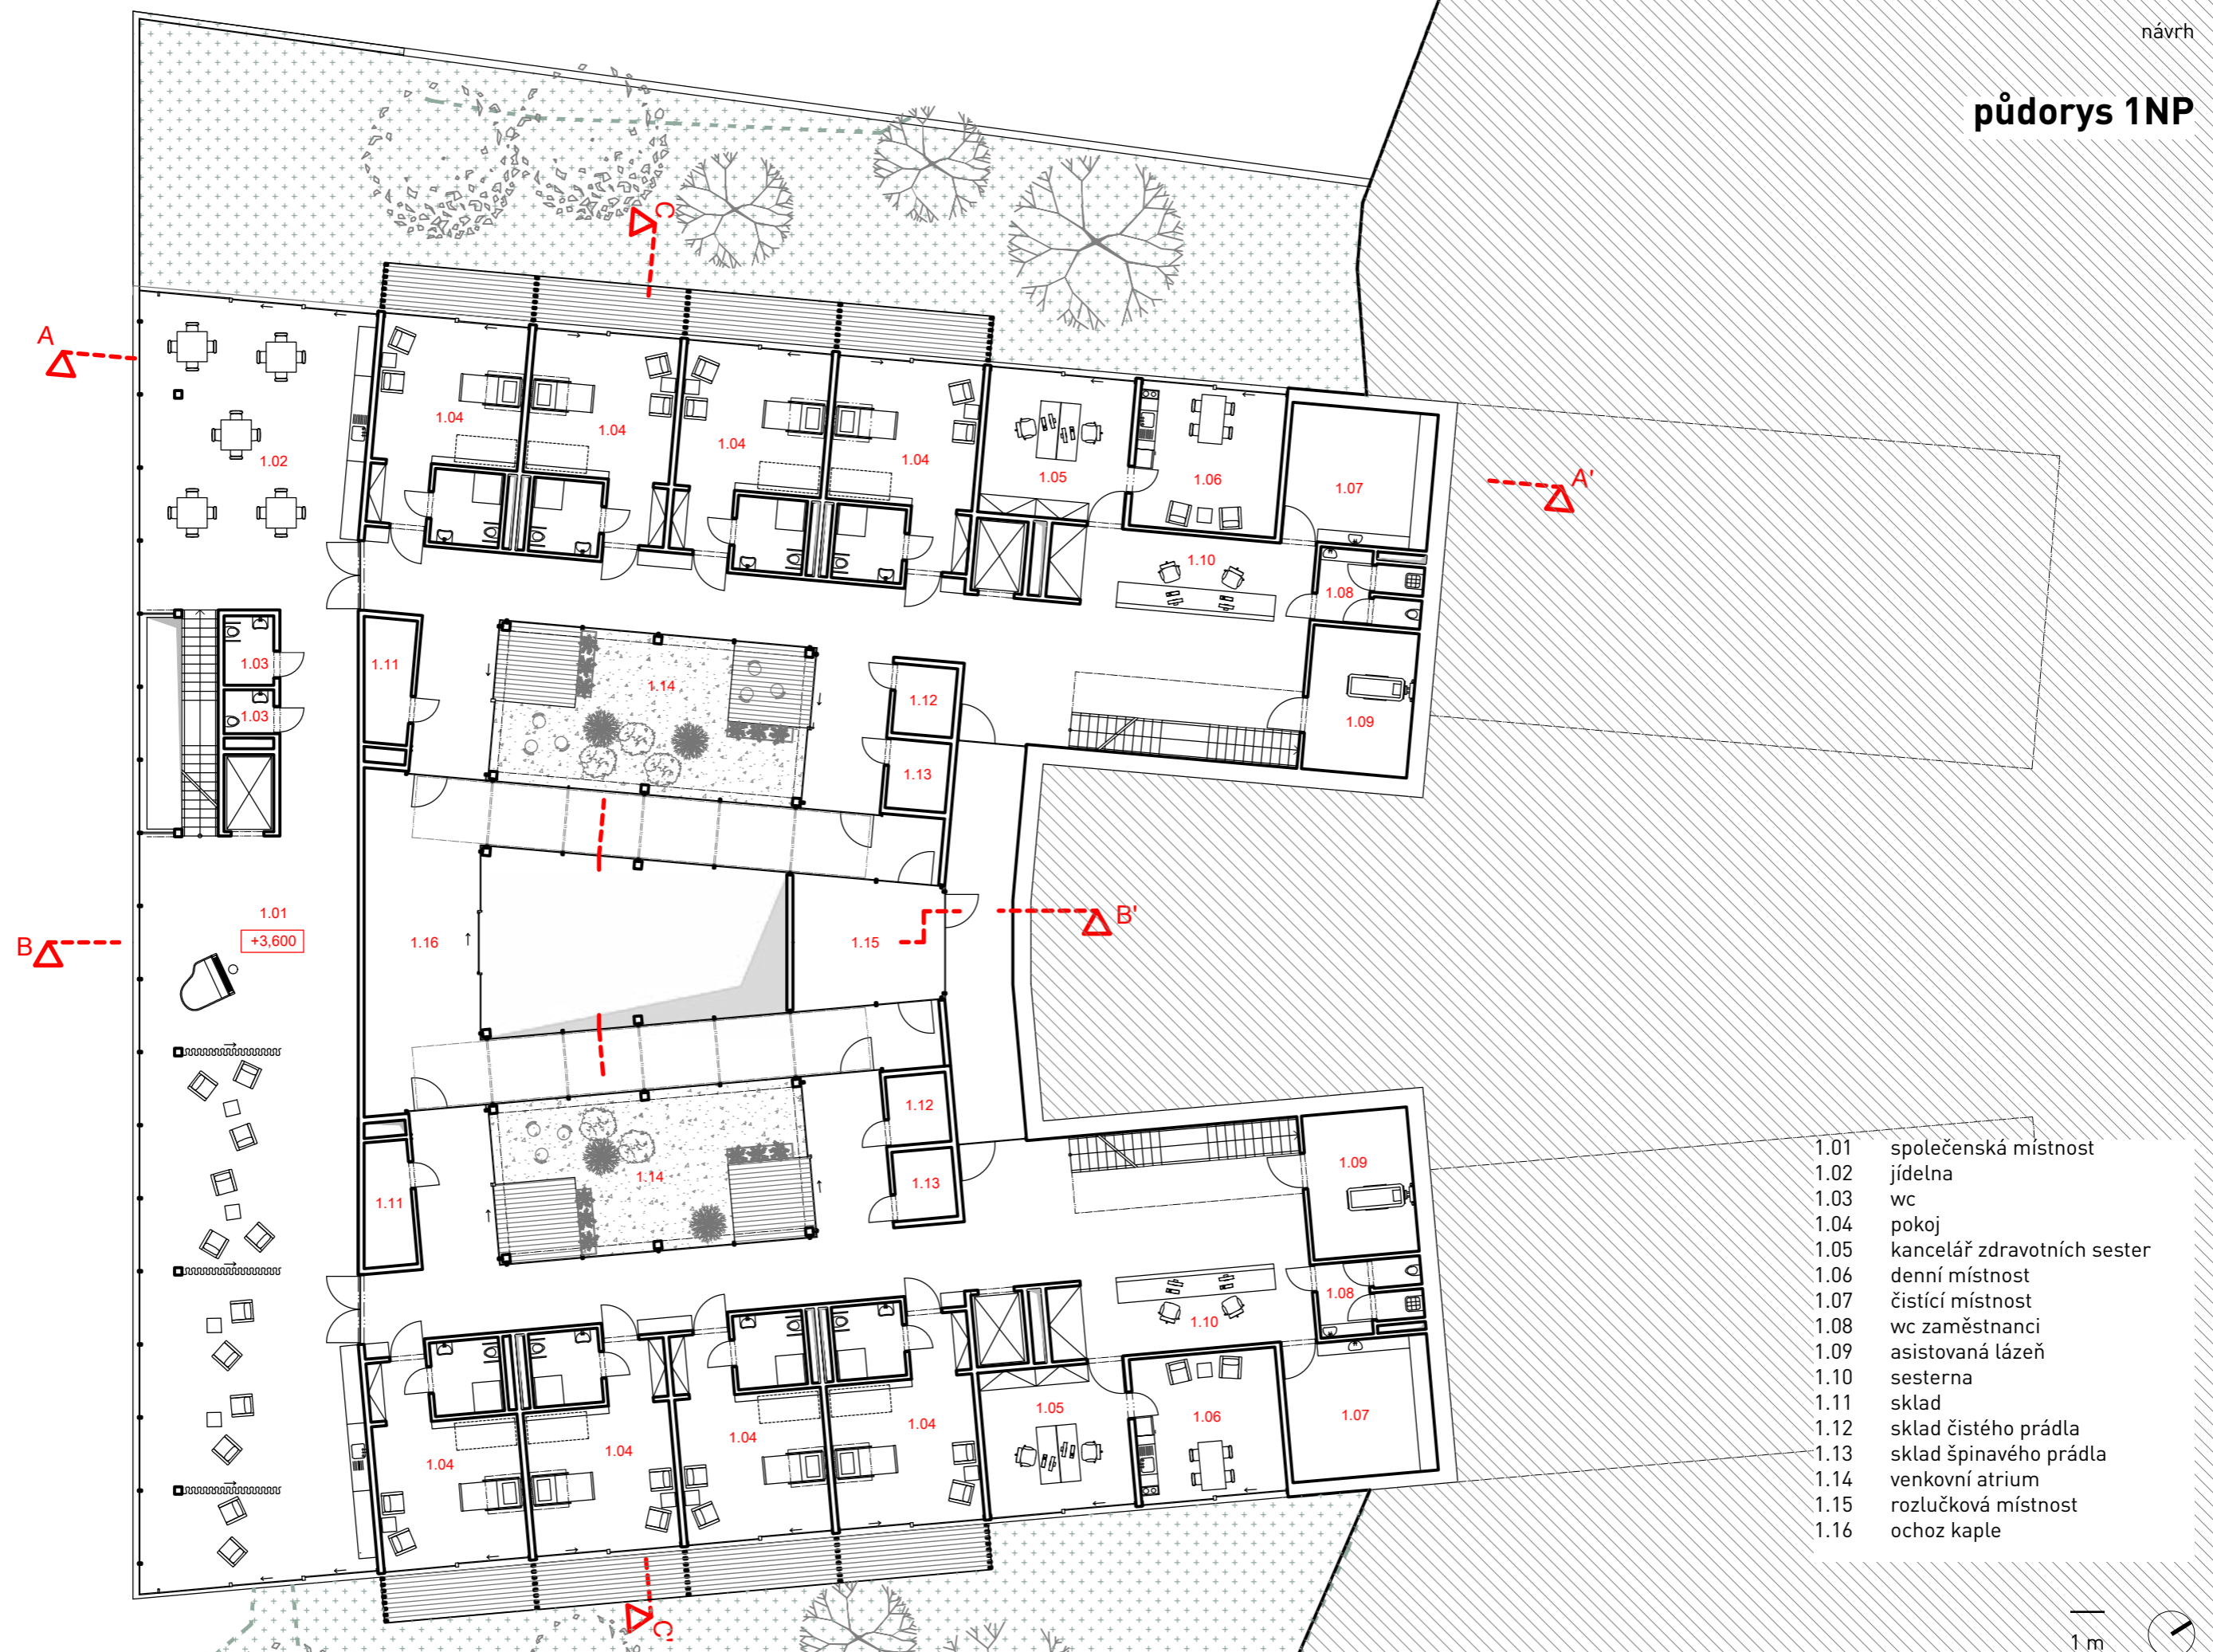 návrh
půdorys 1NP
C
A
1.04
1.04
1.04
1.04
1.02
1.05
1.06
1.07
A'
1.10
1.08
1.03
1.11
1.14
1.12
1.03
1.09
1.13
1.01
B'
B
+3,600
1.16
1.15
1.12
1.09
1.14
1.13
1.11
1.08
1.10
1.05
1.06
1.07
1.04
1.04
1.04
1.04
C'
1.01 společenská místnost
1.02 jídelna
1.03 wc
1.04 pokoj
1.05 kancelář zdravotních sester
1.06 denní místnost
1.07 čistící místnost
1.08 wc zaměstnanci
1.09 asistovaná lázeň
1.10 sesterna
1.11 sklad
1.12 sklad čistého prádla
1.13 sklad špinavého prádla
1.14 venkovní atrium
1.15 rozlučková místnost
1.16 ochoz kaple
1 m